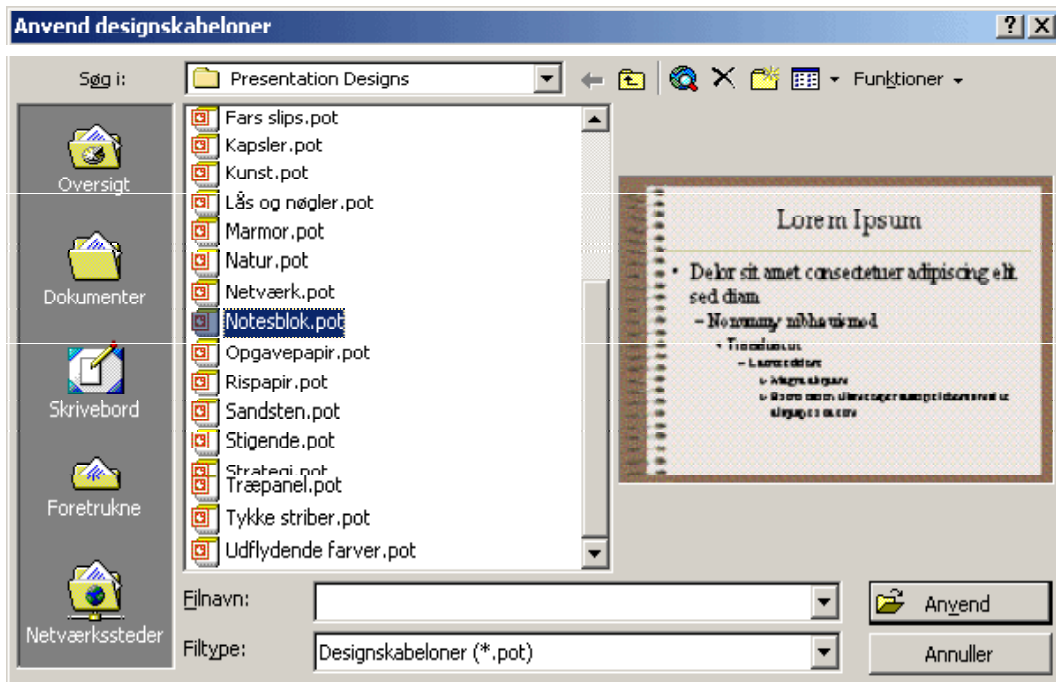 Anvend designskabeloner
Søg i:
Presentation Designs
Funktioner
Oversigt
Dokumenter
Skrivebord
Foretrukne
Netværkssteder
Fars slips.pot
Kapsler.pot
Kunst.pot
Lås og nøgler.pot
Marmor.pot
Natur.pot
Netværk.pot
Notesblok.pot
Opgavepapir.pot
Rispapir.pot
Sandsten.pot
Stigende.pot
Strategi.pot
Træpanel.pot
Tykke striber.pot
Udflydende farver.pot
Lorem Ipsum
• Delor sit amet consectetuer adipiscing elit
sed diam
– Nonummy nibh euismod
Filnavn:
Anvend
Filtype:
Designskabeloner (*.pot)
Annuller